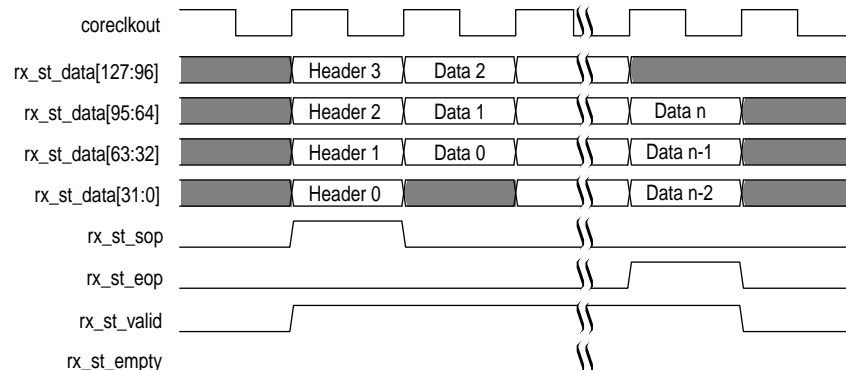 coreclkout
rx_st_data[127:96] Header 3 Data 2
rx_st_data[95:64] Header 2 Data 1 Data n
rx_st_data[63:32] Header 1 Data 0 Data n-1
rx_st_data[31:0] Header 0 Data n-2
rx_st_sop
rx_st_eop
rx_st_valid
rx_st_empty